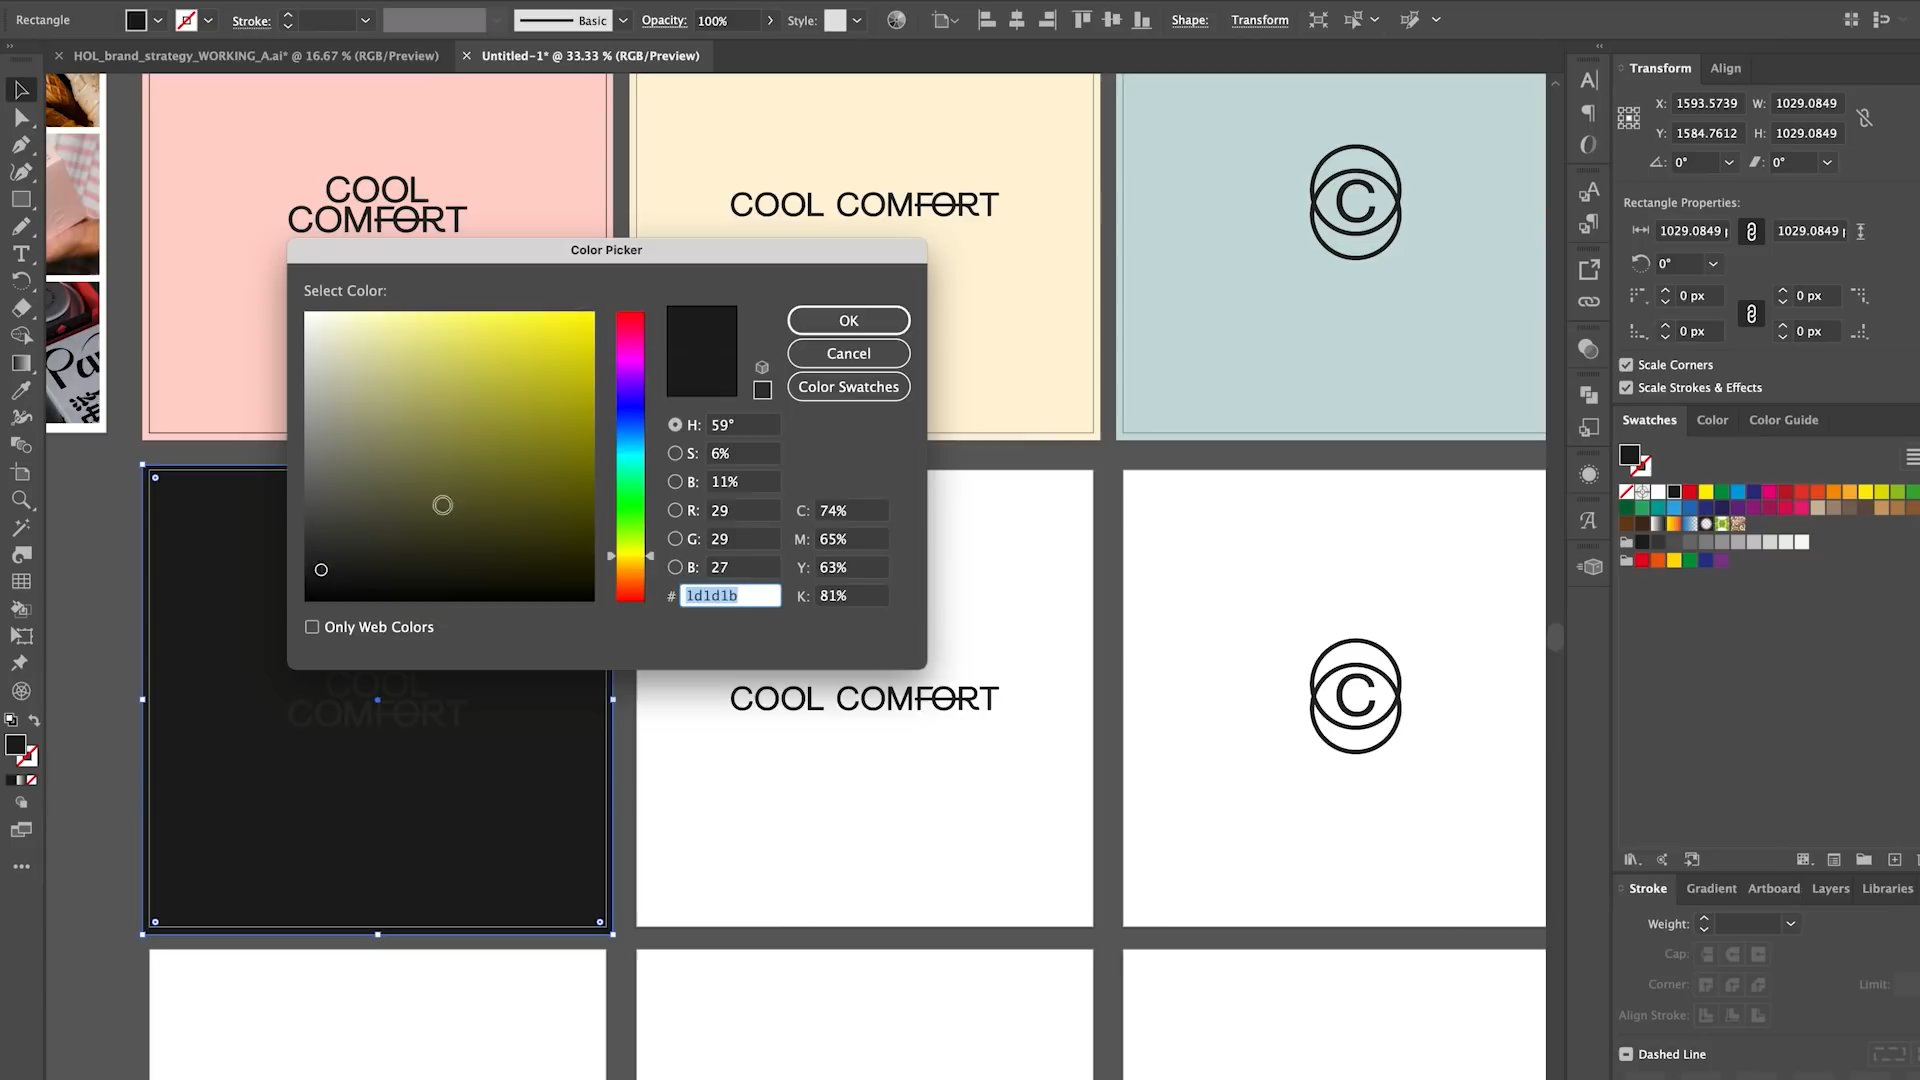 Rectangle
Stroke:
Basic
Opacity:
100%
Style:
Shape:
Transform
HOL_brand_strategy_WORKING_A.ai* @ 16.67 % (RGB/Preview)
Untitled-1* @ 33.33 % (RGB/Preview)
Transform
Align
X: 1593.5739
W: 1029.0849
Y: 1584.7612
H: 1029.0849
0°
0°
Rectangle Properties:
1029.0849
1029.0849
0°
0 px
0 px
0 px
0 px
Scale Corners
Scale Strokes & Effects
Swatches
Color
Color Guide
COOL
COMFORT
COOL COMFORT
C
Color Picker
Select Color:
OK
Cancel
Color Swatches
H: 59°
S: 6%
B: 11%
R: 29
G: 29
B: 27
# 1d1d1b
C: 74%
M: 65%
Y: 63%
K: 81%
Only Web Colors
COOL
COMFORT
COOL COMFORT
C
Stroke
Gradient
Artboard
Layers
Libraries
Weight:
Cap:
Corner:
Limit:
Align Stroke:
Dashed Line